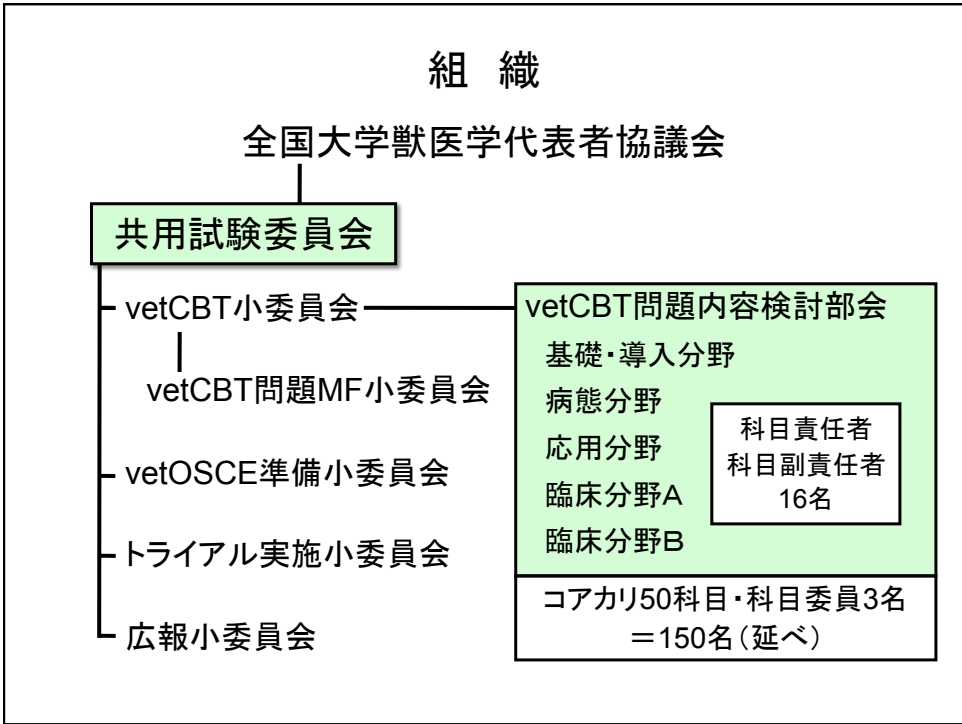 組 織
全国大学獣医学代表者協議会
共用試験委員会
vetCBT小委員会
vetCBT問題MF小委員会
vetOSCE準備小委員会
トライアル実施小委員会
広報小委員会
vetCBT問題内容検討部会
基礎・導入分野
病態分野
応用分野
臨床分野A
臨床分野B
科目責任者
科目副責任者
16名
コアカリ50科目・科目委員3名
＝150名（延べ）